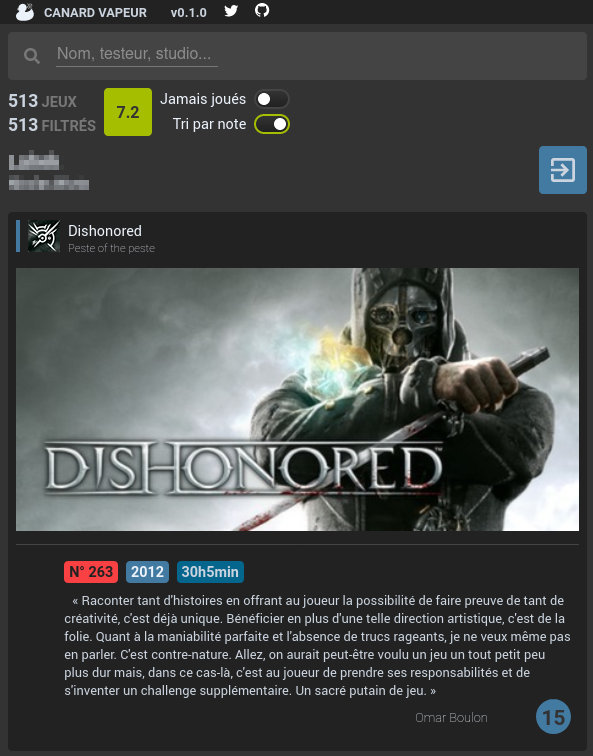 CANARD VAPEUR v0.1.0
Nom, testeur, studio...
513 JEUX
513 FILTRÉS
7.2
Jamais joués
Tri par note
Dishonored
Peste of the peste
DISHONORED™
N° 263 2012 30h5min
« Raconter tant d'histoires en offrant au joueur la possibilité de faire preuve de tant de
créativité, c'est déjà unique. Bénéficier en plus d'une telle direction artistique, c'est de la
folie. Quant à la maniabilité parfaite et l'absence de trucs rageants, je ne veux même pas
en parler. C'est contre-nature. Allez, on aurait peut-être voulu un jeu un tout petit peu
plus dur mais, dans ce cas-là, c'est au joueur de prendre ses responsabilités et de
s'inventer un challenge supplémentaire. Un sacré putain de jeu. »
Omar Boulon 15